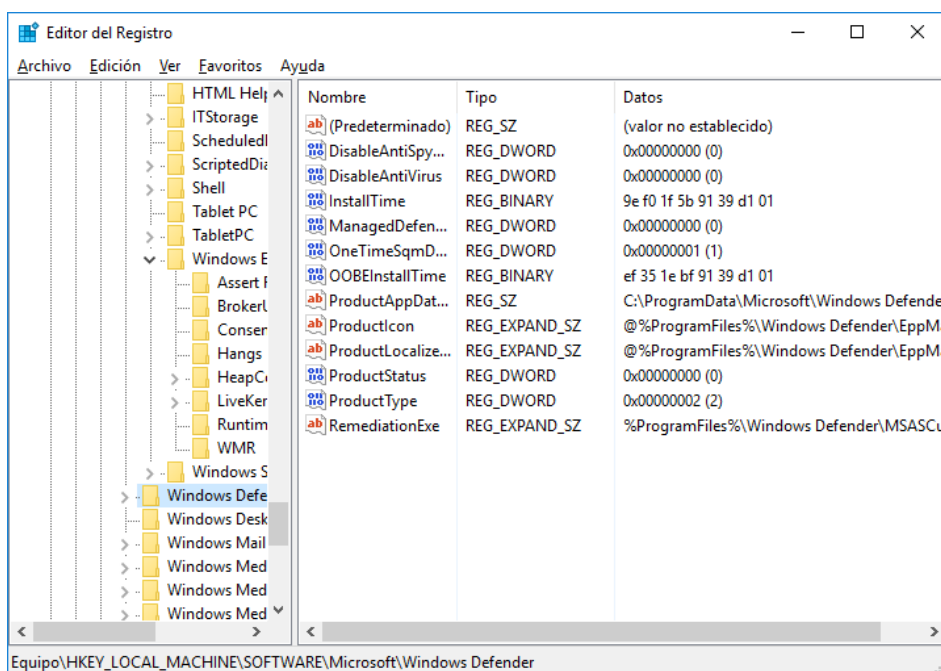 Editor del Registro
Archivo Edición Ver Favoritos Ayuda
HTML Help
ITStorage
Scheduledl
ScriptedDia
Shell
Tablet PC
TabletPC
Windows E
Assert F
BrokerU
Conser
Hangs
HeapCo
LiveKer
Runtim
WMR
Windows S
Windows Defe
Windows Desk
Windows Mail
Windows Med
Windows Med
Windows Med
Nombre Tipo Datos
(Predeterminado) REG_SZ (valor no establecido)
DisableAntiSpy... REG_DWORD 0x00000000 (0)
DisableAntiVirus REG_DWORD 0x00000000 (0)
InstallTime REG_BINARY 9e f0 1f 5b 91 39 d1 01
ManagedDefen... REG_DWORD 0x00000000 (0)
OneTimeSqmD... REG_DWORD 0x00000001 (1)
OOBEInstallTime REG_BINARY ef 35 1e bf 91 39 d1 01
ProductAppDat... REG_SZ C:\ProgramData\Microsoft\Windows Defende
ProductIcon REG_EXPAND_SZ @%ProgramFiles%\Windows Defender\EppMa
ProductLocalize... REG_EXPAND_SZ @%ProgramFiles%\Windows Defender\EppMa
ProductStatus REG_DWORD 0x00000000 (0)
ProductType REG_DWORD 0x00000002 (2)
RemediationExe REG_EXPAND_SZ %ProgramFiles%\Windows Defender\MSASCu
Equipo\HKEY_LOCAL_MACHINE\SOFTWARE\Microsoft\Windows Defender